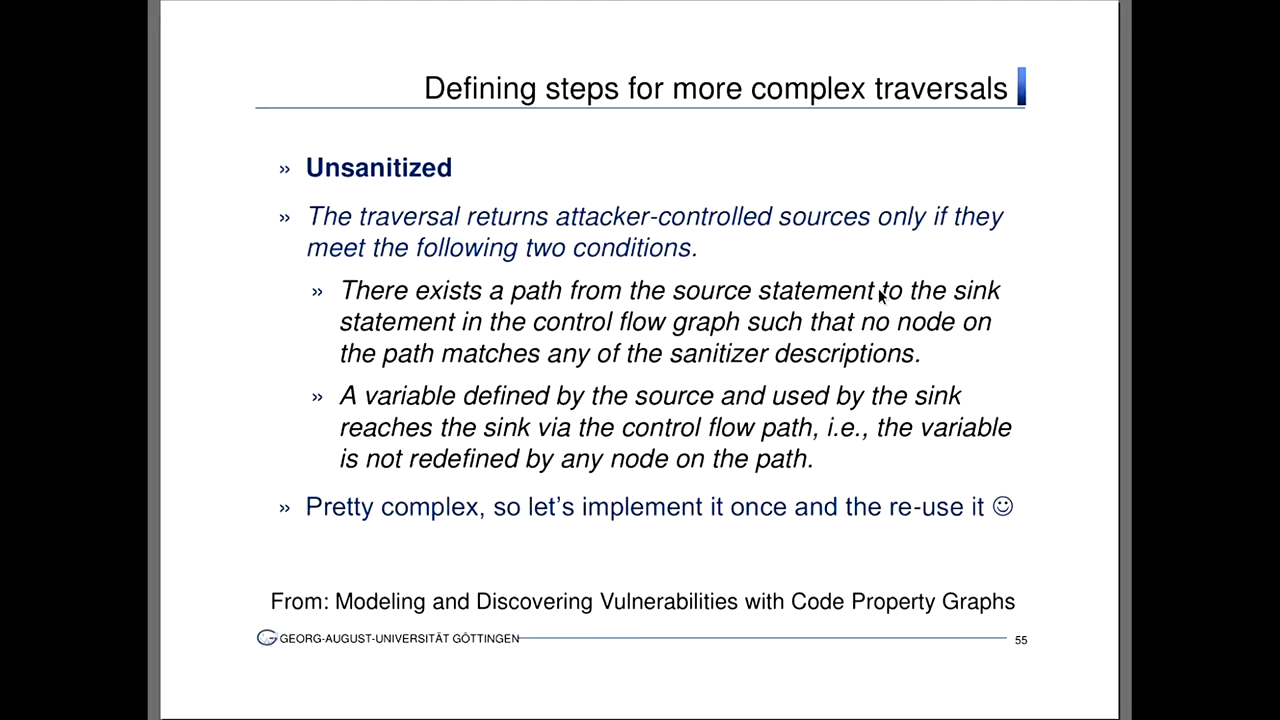 Defining steps for more complex traversals
» Unsanitized
» The traversal returns attacker-controlled sources only if they
meet the following two conditions.
» There exists a path from the source statement to the sink
statement in the control flow graph such that no node on
the path matches any of the sanitizer descriptions.
» A variable defined by the source and used by the sink
reaches the sink via the control flow path, i.e., the variable
is not redefined by any node on the path.
» Pretty complex, so let's implement it once and the re-use it ☺
From: Modeling and Discovering Vulnerabilities with Code Property Graphs
GEORG-AUGUST-UNIVERSITÄT GÖTTINGEN 55